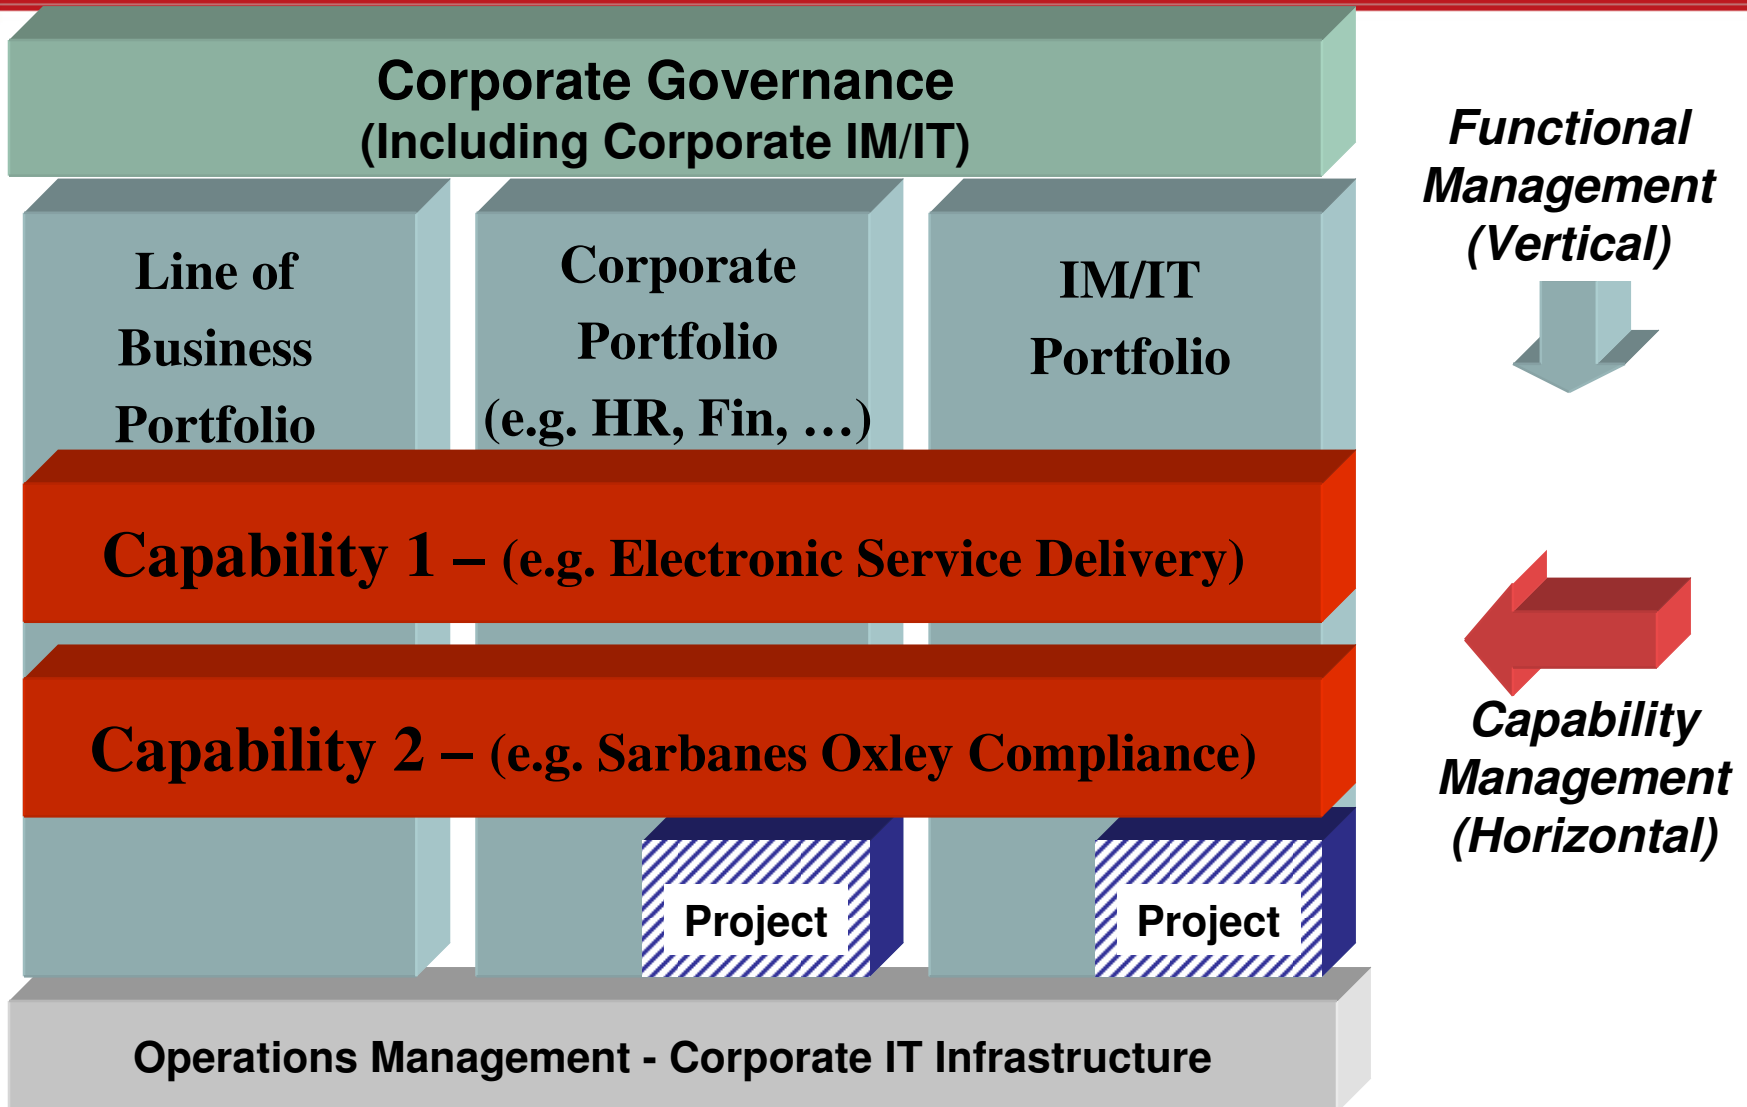 Corporate Governance
(Including Corporate IM/IT)
Functional
Management
(Vertical)
Line of
Business
Portfolio
Corporate
Portfolio
(e.g. HR, Fin, …)
IM/IT
Portfolio
Capability 1 – (e.g. Electronic Service Delivery)
Capability 2 – (e.g. Sarbanes Oxley Compliance)
Capability
Management
(Horizontal)
Project
Project
Operations Management - Corporate IT Infrastructure